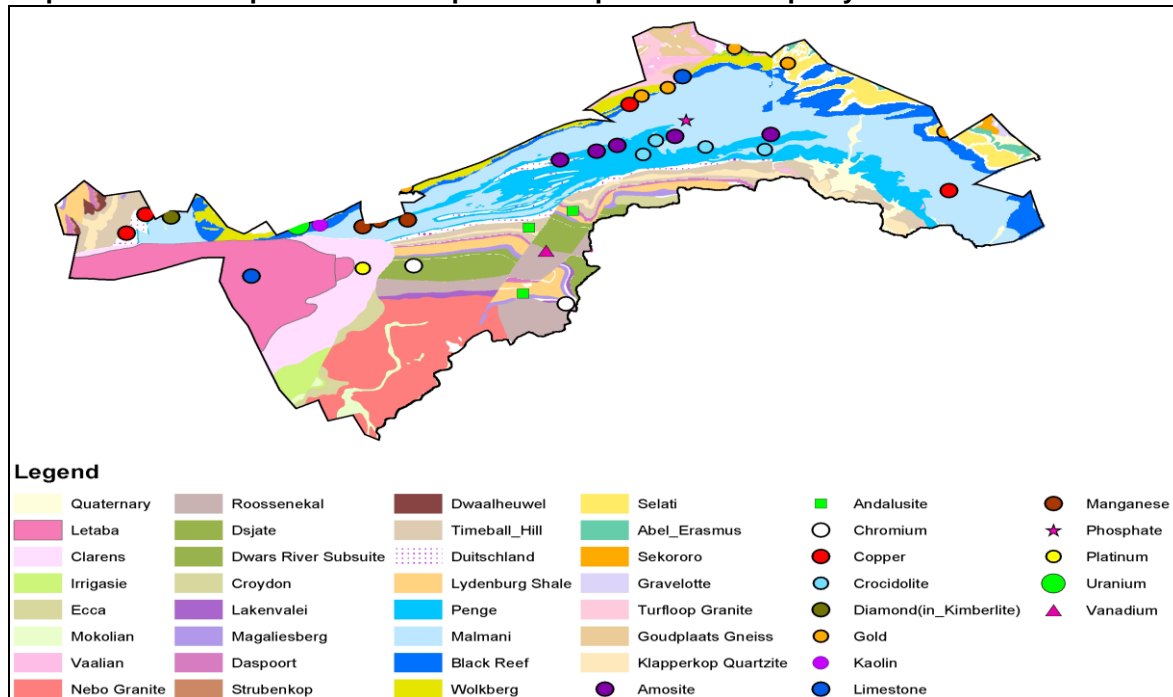 Legend
Quaternary
Letaba
Clarens
Irrigasie
Ecca
Mokolian
Vaalian
Nebo Granite
Roossenekal
Dsjate
Dwars River Subsuite
Croydon
Lakenvalei
Magaliesberg
Daspoort
Strubenkop
Dwaalheuwel
Timeball_Hill
Duitschland
Lydenburg Shale
Penge
Malmani
Black Reef
Wolkberg
Selati
Abel_Erasmus
Sekororo
Gravelotte
Turfloop Granite
Goudplaats Gneiss
Klapperkop Quartzite
Amosite
Andalusite
Chromium
Copper
Crocidolite
Diamond(in_Kimberlite)
Gold
Kaolin
Limestone
Manganese
Phosphate
Platinum
Uranium
Vanadium